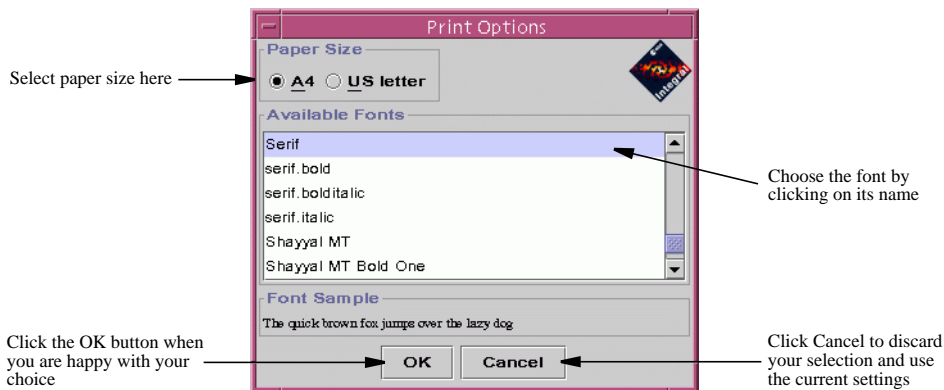 Print Options
Paper Size
Select paper size here
A4 US letter
Integral
Available Fonts
Serif
serif.bold
serif.bolditalic
serif.italic
Shayyal MT
Shayyal MT Bold One
Choose the font by
clicking on its name
Font Sample
The quick brown fox jumps over the lazy dog
Click the OK button when
you are happy with your
choice
OK Cancel
Click Cancel to discard
your selection and use
the current settings